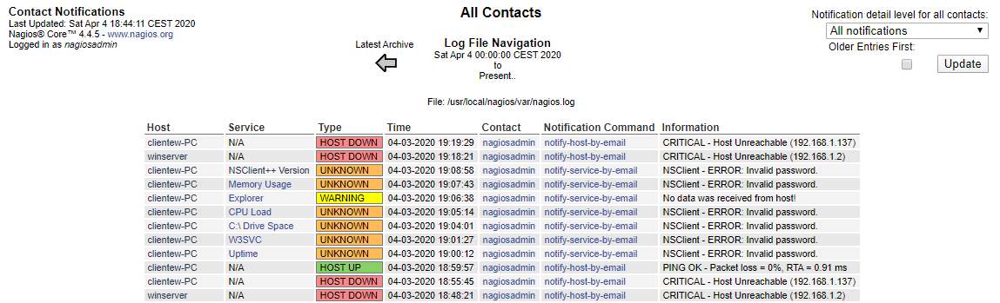 Contact Notifications
Last Updated: Sat Apr 4 18:44:11 CEST 2020
Nagios® Core™ 4.4.5 - www.nagios.org
Logged in as nagiosadmin
All Contacts
Latest Archive
Log File Navigation
Sat Apr 4 00:00:00 CEST 2020
to
Present..
File: /usr/local/nagios/var/nagios.log
Notification detail level for all contacts:
All notifications
Older Entries First:
Update
Host Service Type Time Contact Notification Command Information
clientew-PC N/A HOST DOWN 04-03-2020 19:19:29 nagiosadmin notify-host-by-email CRITICAL - Host Unreachable (192.168.1.137)
winserver N/A HOST DOWN 04-03-2020 19:18:21 nagiosadmin notify-host-by-email CRITICAL - Host Unreachable (192.168.1.2)
clientew-PC NSClient++ Version UNKNOWN 04-03-2020 19:08:58 nagiosadmin notify-service-by-email NSClient - ERROR: Invalid password.
clientew-PC Memory Usage UNKNOWN 04-03-2020 19:07:43 nagiosadmin notify-service-by-email NSClient - ERROR: Invalid password.
clientew-PC Explorer WARNING 04-03-2020 19:06:38 nagiosadmin notify-service-by-email No data was received from host!
clientew-PC CPU Load UNKNOWN 04-03-2020 19:05:14 nagiosadmin notify-service-by-email NSClient - ERROR: Invalid password.
clientew-PC C:\ Drive Space UNKNOWN 04-03-2020 19:04:01 nagiosadmin notify-service-by-email NSClient - ERROR: Invalid password.
clientew-PC W3SVC UNKNOWN 04-03-2020 19:01:27 nagiosadmin notify-service-by-email NSClient - ERROR: Invalid password.
clientew-PC Uptime UNKNOWN 04-03-2020 19:00:12 nagiosadmin notify-service-by-email NSClient - ERROR: Invalid password.
clientew-PC N/A HOST UP 04-03-2020 18:59:57 nagiosadmin notify-host-by-email PING OK - Packet loss = 0%, RTA = 0.91 ms
clientew-PC N/A HOST DOWN 04-03-2020 18:55:45 nagiosadmin notify-host-by-email CRITICAL - Host Unreachable (192.168.1.137)
winserver N/A HOST DOWN 04-03-2020 18:48:21 nagiosadmin notify-host-by-email CRITICAL - Host Unreachable (192.168.1.2)